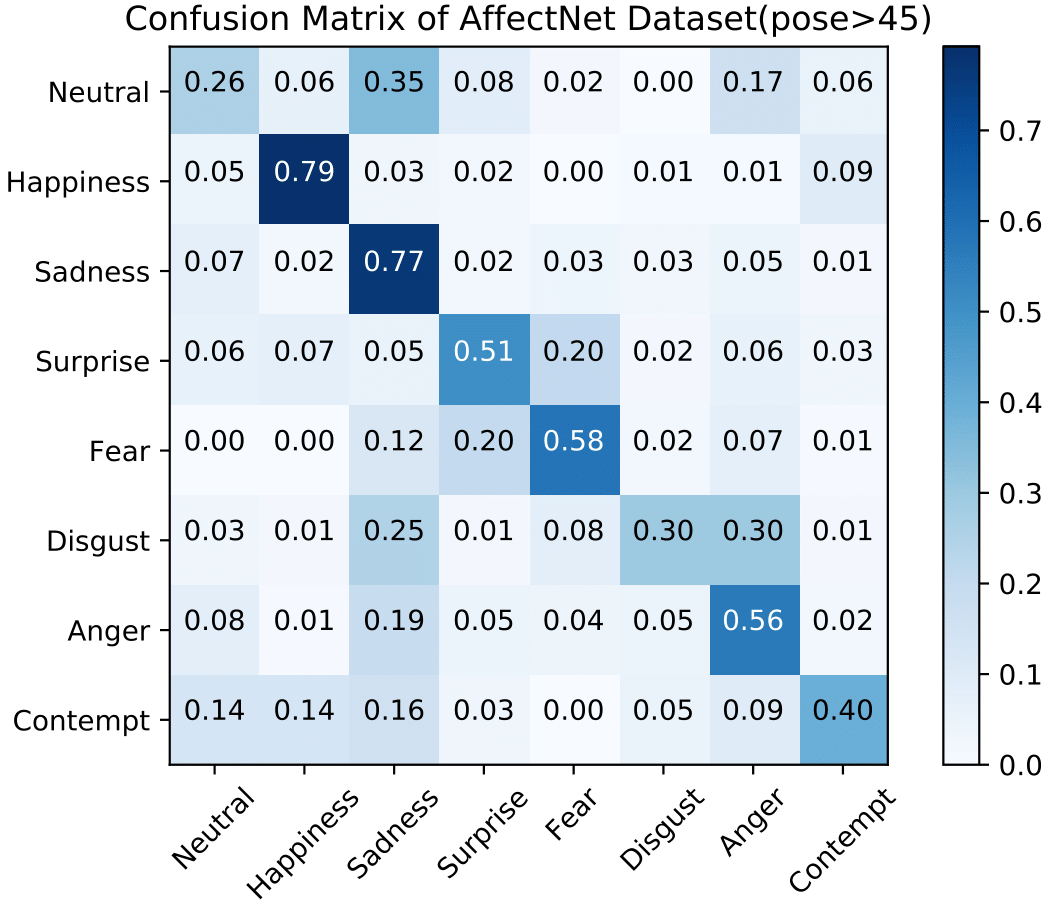 Confusion Matrix of AffectNet Dataset(pose>45)
Neutral 0.26 0.06 0.35 0.08 0.02 0.00 0.17 0.06
Happiness 0.05 0.79 0.03 0.02 0.00 0.01 0.01 0.09
Sadness 0.07 0.02 0.77 0.02 0.03 0.03 0.05 0.01
Surprise 0.06 0.07 0.05 0.51 0.20 0.02 0.06 0.03
Fear 0.00 0.00 0.12 0.20 0.58 0.02 0.07 0.01
Disgust 0.03 0.01 0.25 0.01 0.08 0.30 0.30 0.01
Anger 0.08 0.01 0.19 0.05 0.04 0.05 0.56 0.02
Contempt 0.14 0.14 0.16 0.03 0.00 0.05 0.09 0.40
Neutral Happiness Sadness Surprise Fear Disgust Anger Contempt
0.7
0.6
0.5
0.4
0.3
0.2
0.1
0.0